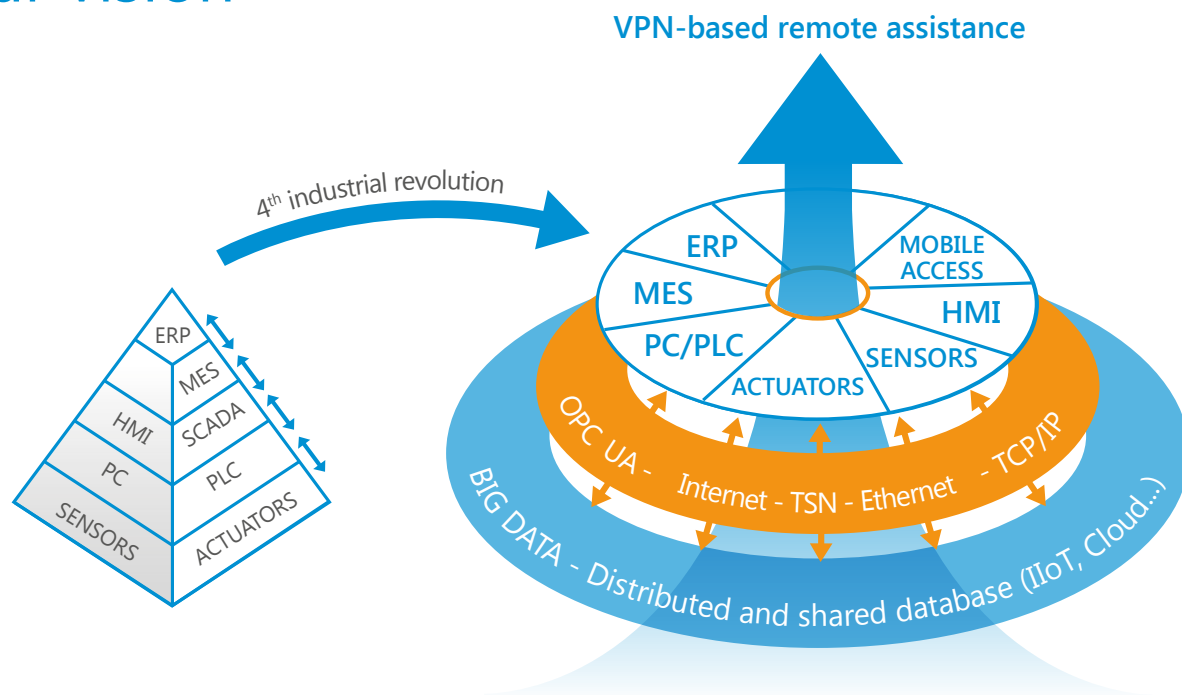 VPN-based remote assistance
4th industrial revolution
ERP
MES
HMI
SCADA
PC
PLC
SENSORS
ACTUATORS
ERP
MOBILE
ACCESS
MES
HMI
PC/PLC
SENSORS
ACTUATORS
OPC UA - Internet - TSN - Ethernet - TCP/IP
BIG DATA - Distributed and shared database (IIoT, Cloud...)